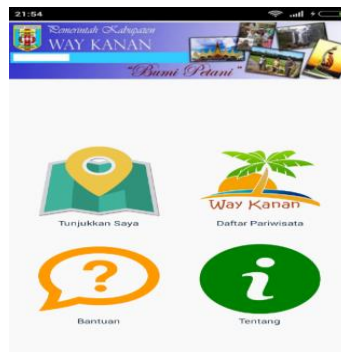 21:54
Pemerintah Kabupaten
WAY KANAN
"Bumi Petani"
Way Kanan
Tunjukkan Saya
Daftar Pariwisata
?
i
Bantuan
Tentang